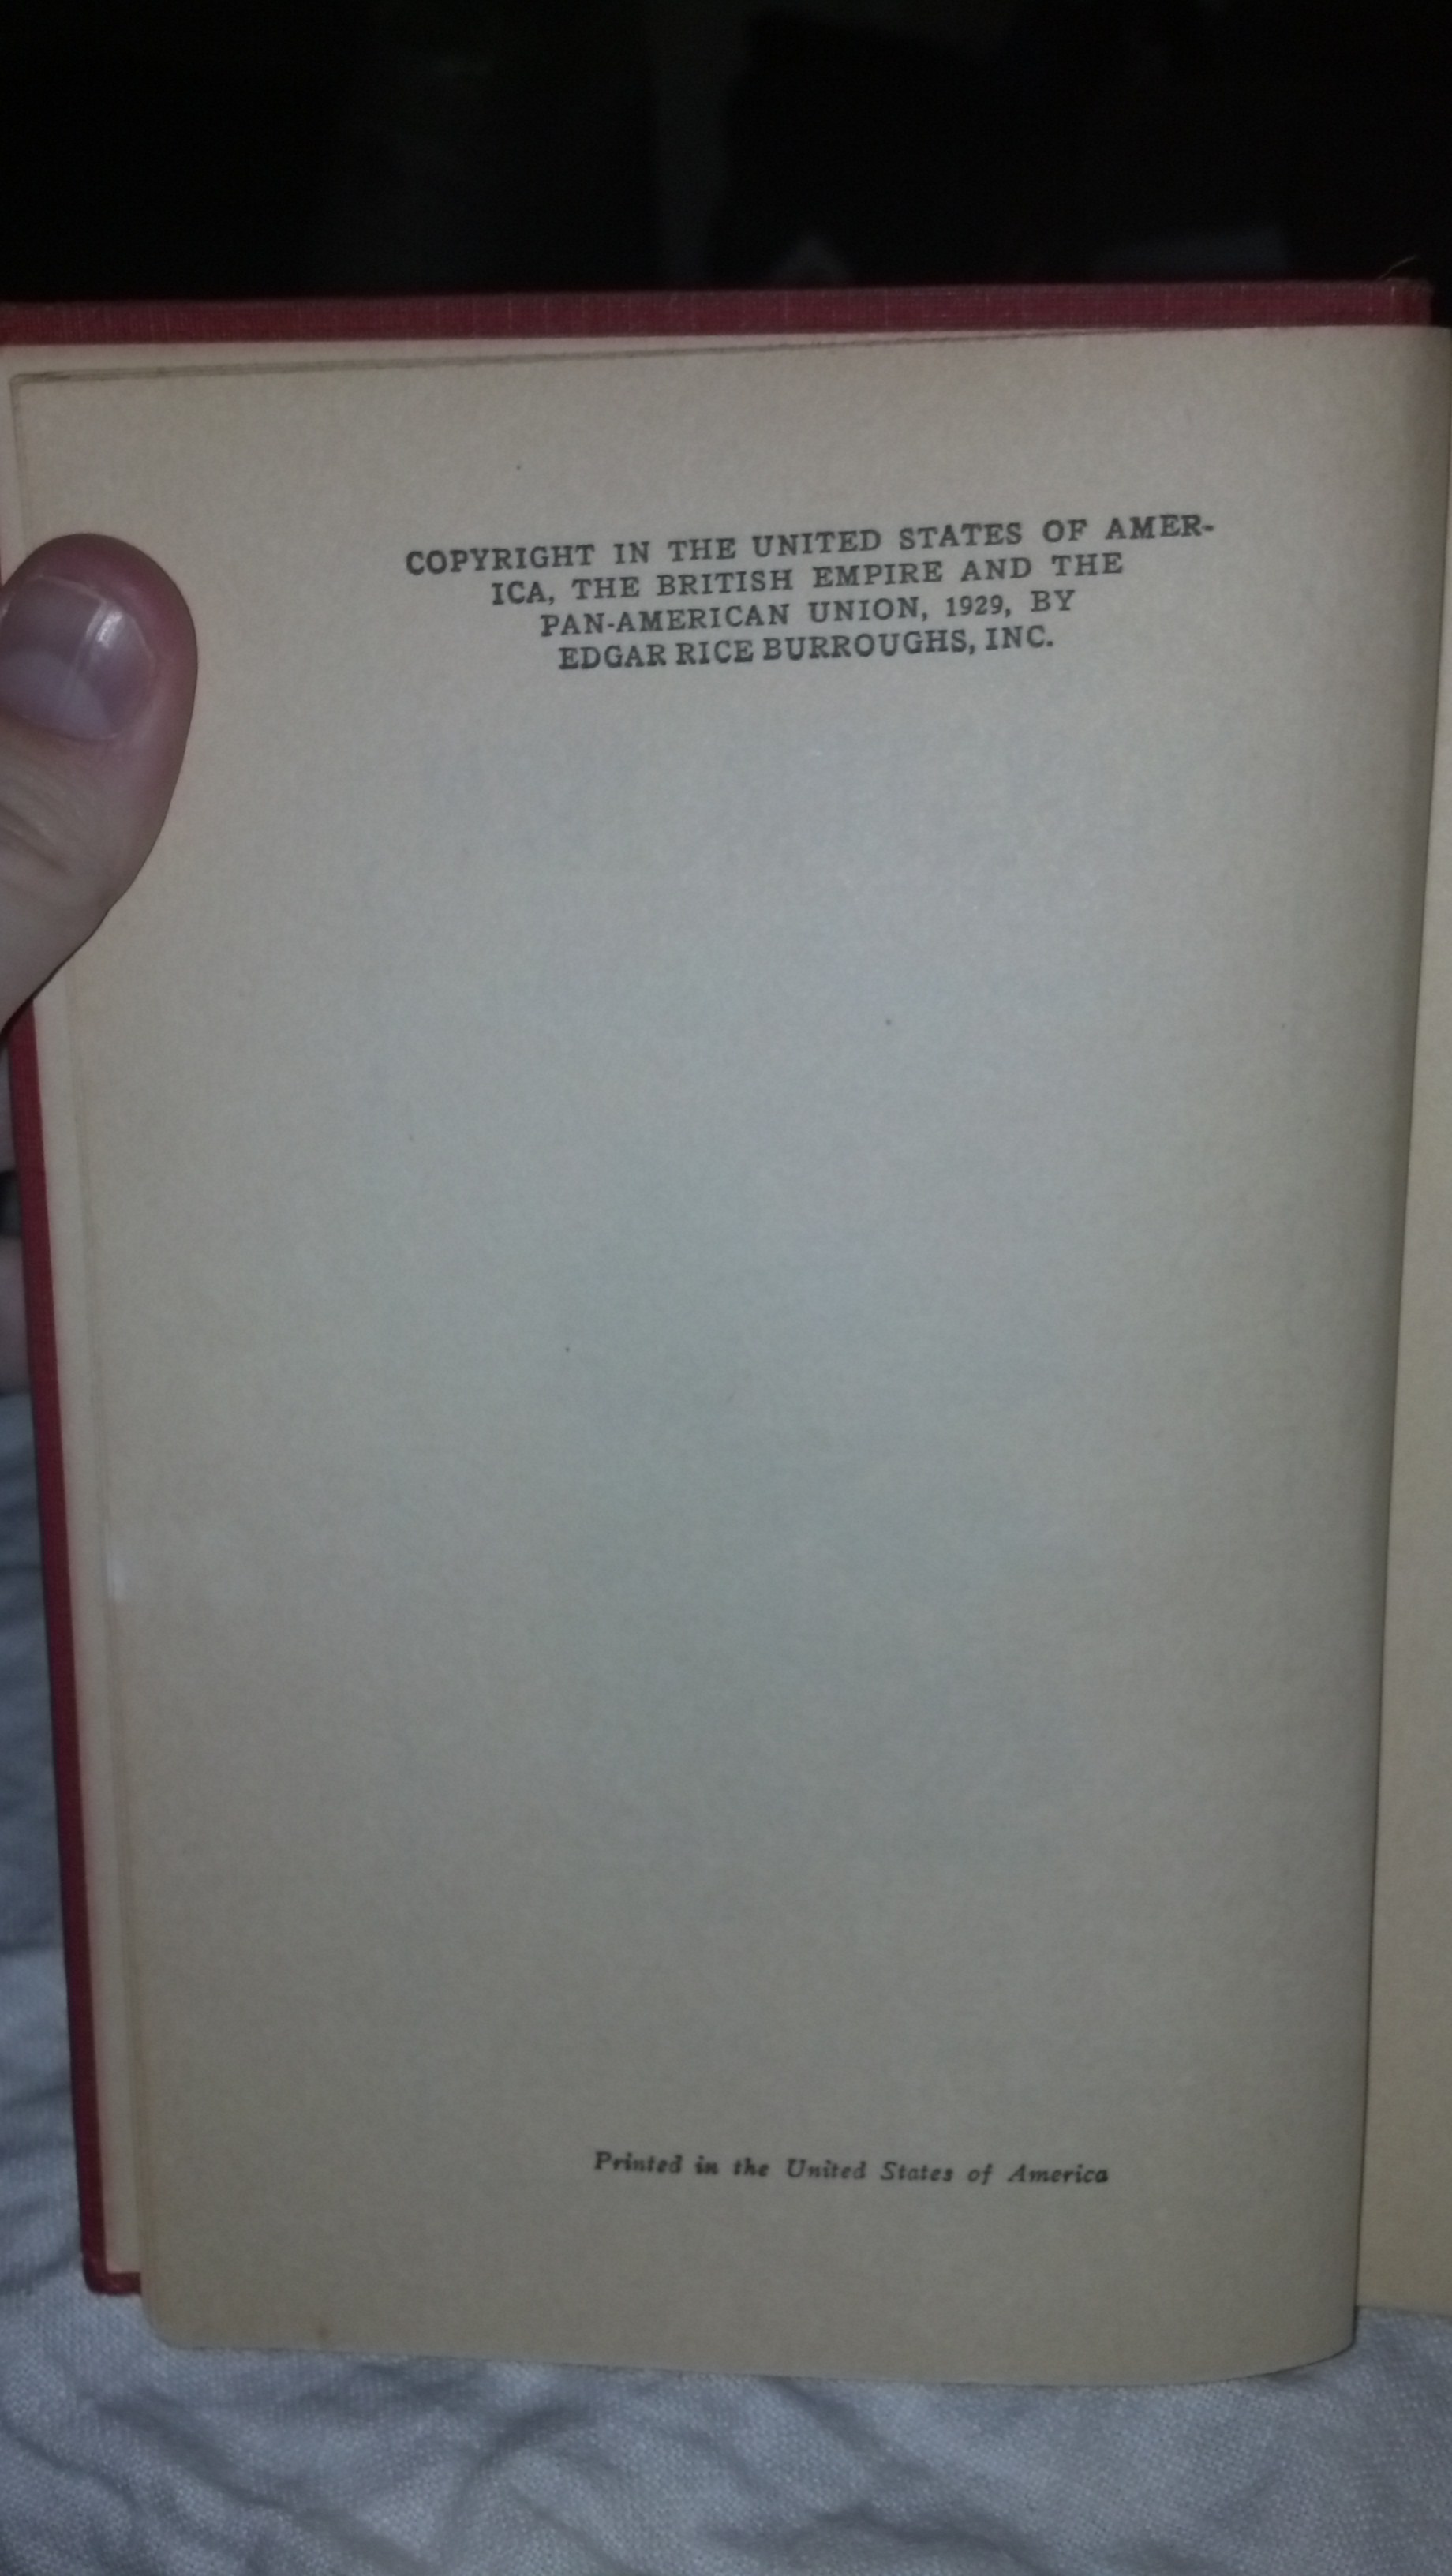 COPYRIGHT IN THE UNITED STATES OF AMER-
ICA, THE BRITISH EMPIRE AND THE
PAN-AMERICAN UNION, 1929, BY
EDGAR RICE BURROUGHS, INC.
Printed in the United States of America